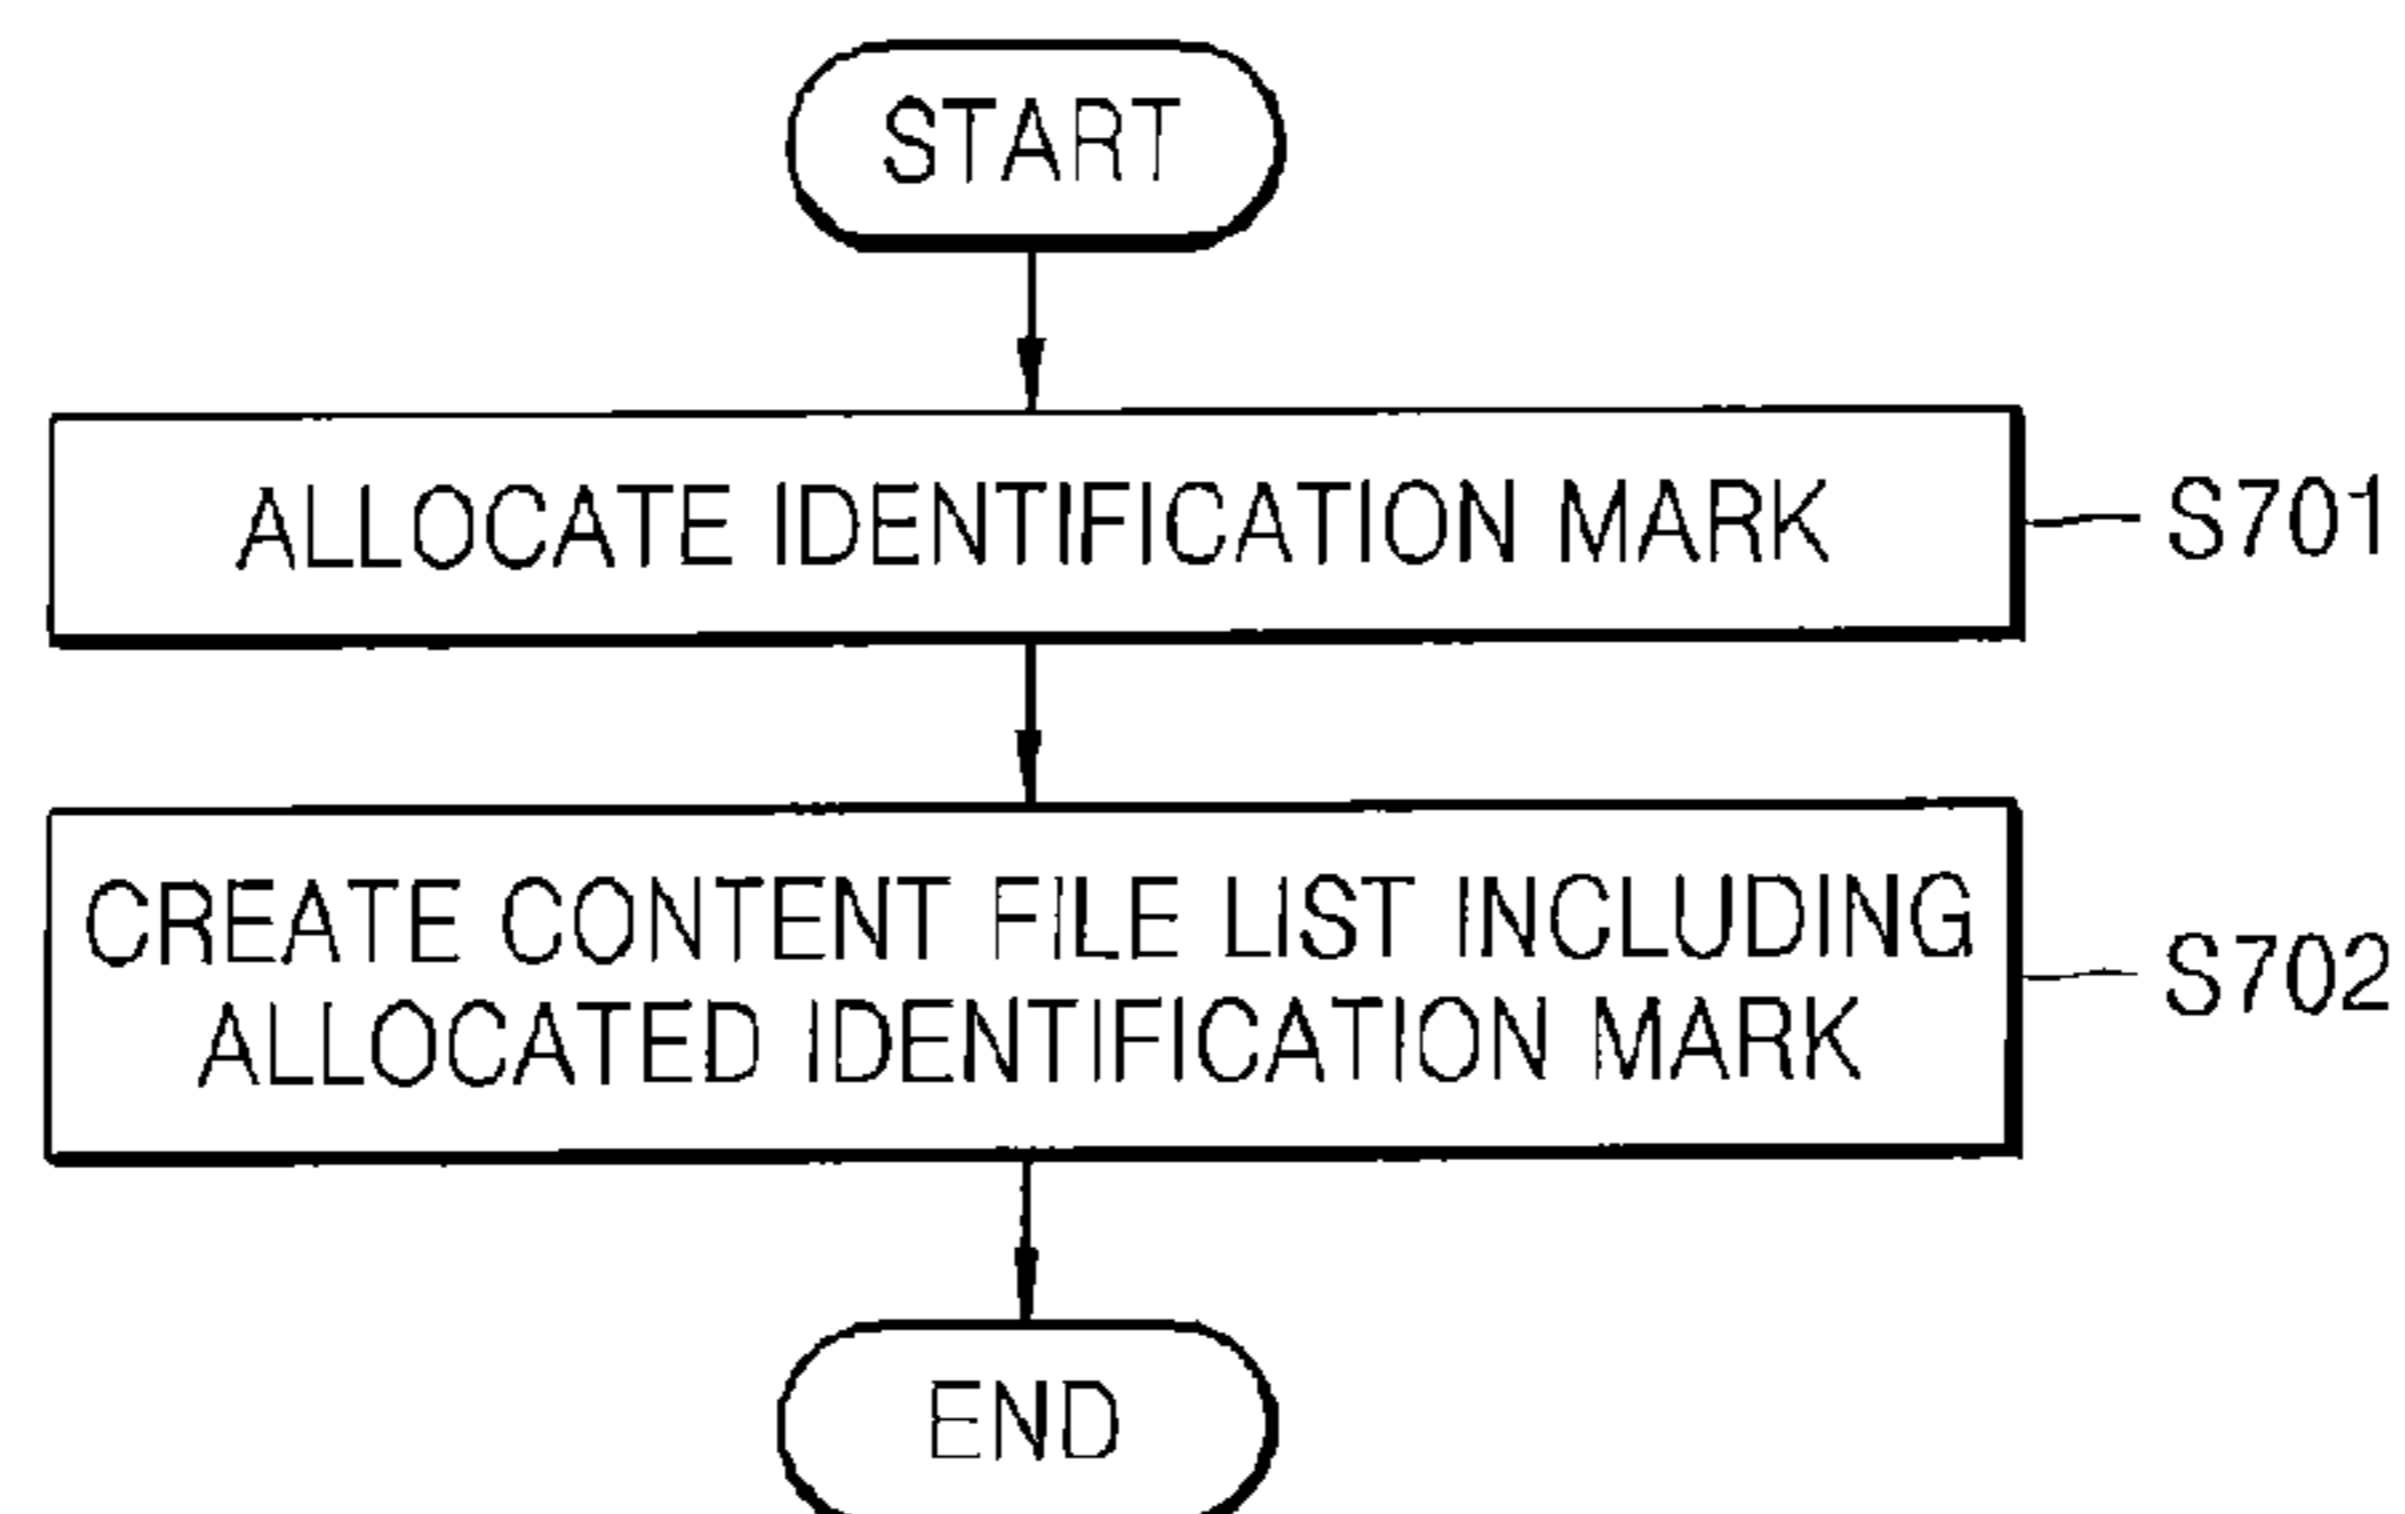 START
ALLOCATE IDENTIFICATION MARK
S701
CREATE CONTENT FILE LIST INCLUDING
ALLOCATED IDENTIFICATION MARK
S702
END